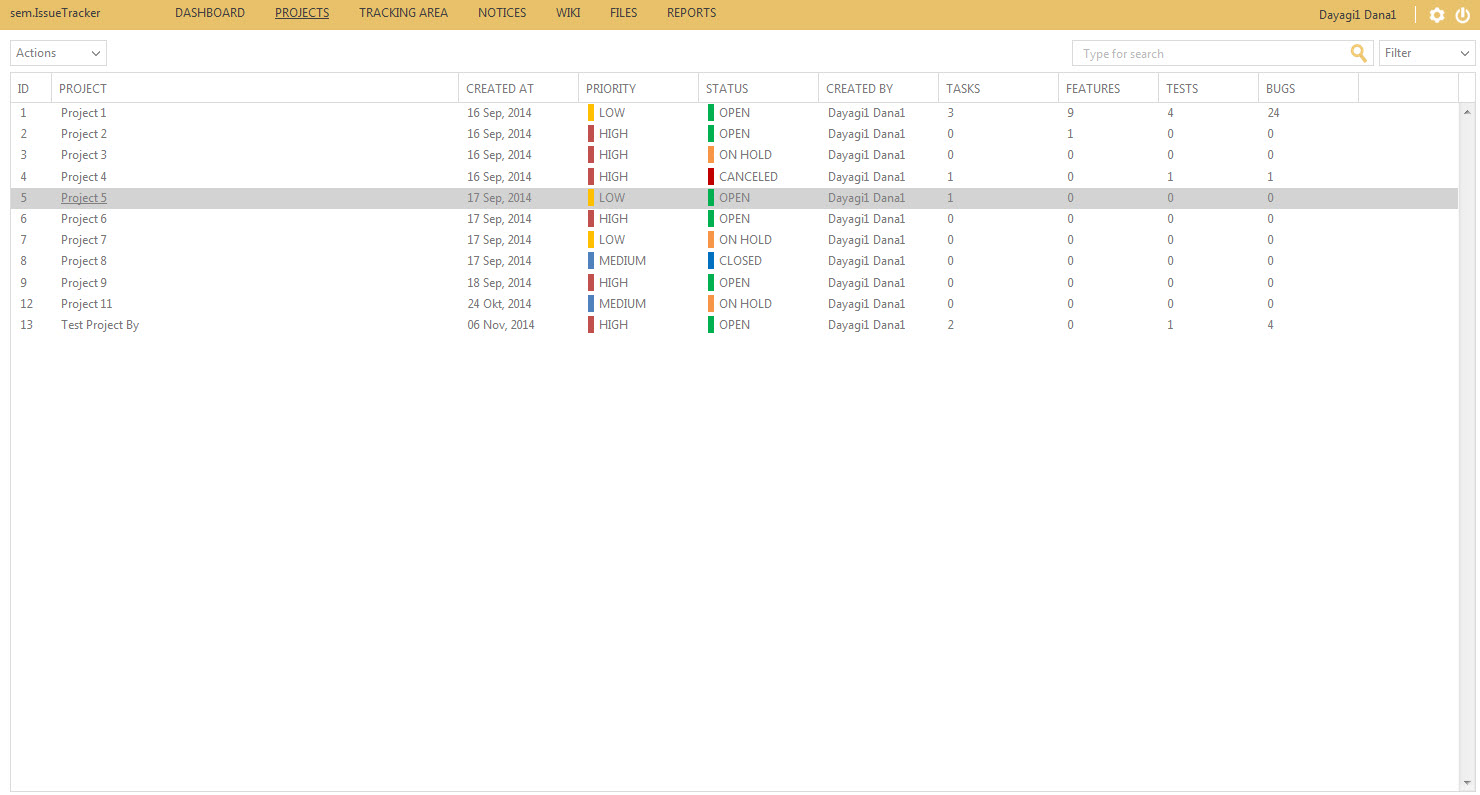 sem.IssueTracker DASHBOARD PROJECTS TRACKING AREA NOTICES WIKI FILES REPORTS Dayagi1 Dana1
Actions Type for search Filter
ID PROJECT CREATED AT PRIORITY STATUS CREATED BY TASKS FEATURES TESTS BUGS
1 Project 1 16 Sep, 2014 LOW OPEN Dayagi1 Dana1 3 9 4 24
2 Project 2 16 Sep, 2014 HIGH OPEN Dayagi1 Dana1 0 1 0 0
3 Project 3 16 Sep, 2014 HIGH ON HOLD Dayagi1 Dana1 0 0 0 0
4 Project 4 16 Sep, 2014 HIGH CANCELED Dayagi1 Dana1 1 0 1 1
5 Project 5 17 Sep, 2014 LOW OPEN Dayagi1 Dana1 1 0 0 0
6 Project 6 17 Sep, 2014 HIGH OPEN Dayagi1 Dana1 0 0 0 0
7 Project 7 17 Sep, 2014 LOW ON HOLD Dayagi1 Dana1 0 0 0 0
8 Project 8 17 Sep, 2014 MEDIUM CLOSED Dayagi1 Dana1 0 0 0 0
9 Project 9 18 Sep, 2014 HIGH OPEN Dayagi1 Dana1 0 0 0 0
12 Project 11 24 Okt, 2014 MEDIUM ON HOLD Dayagi1 Dana1 0 0 0 0
13 Test Project By 06 Nov, 2014 HIGH OPEN Dayagi1 Dana1 2 0 1 4